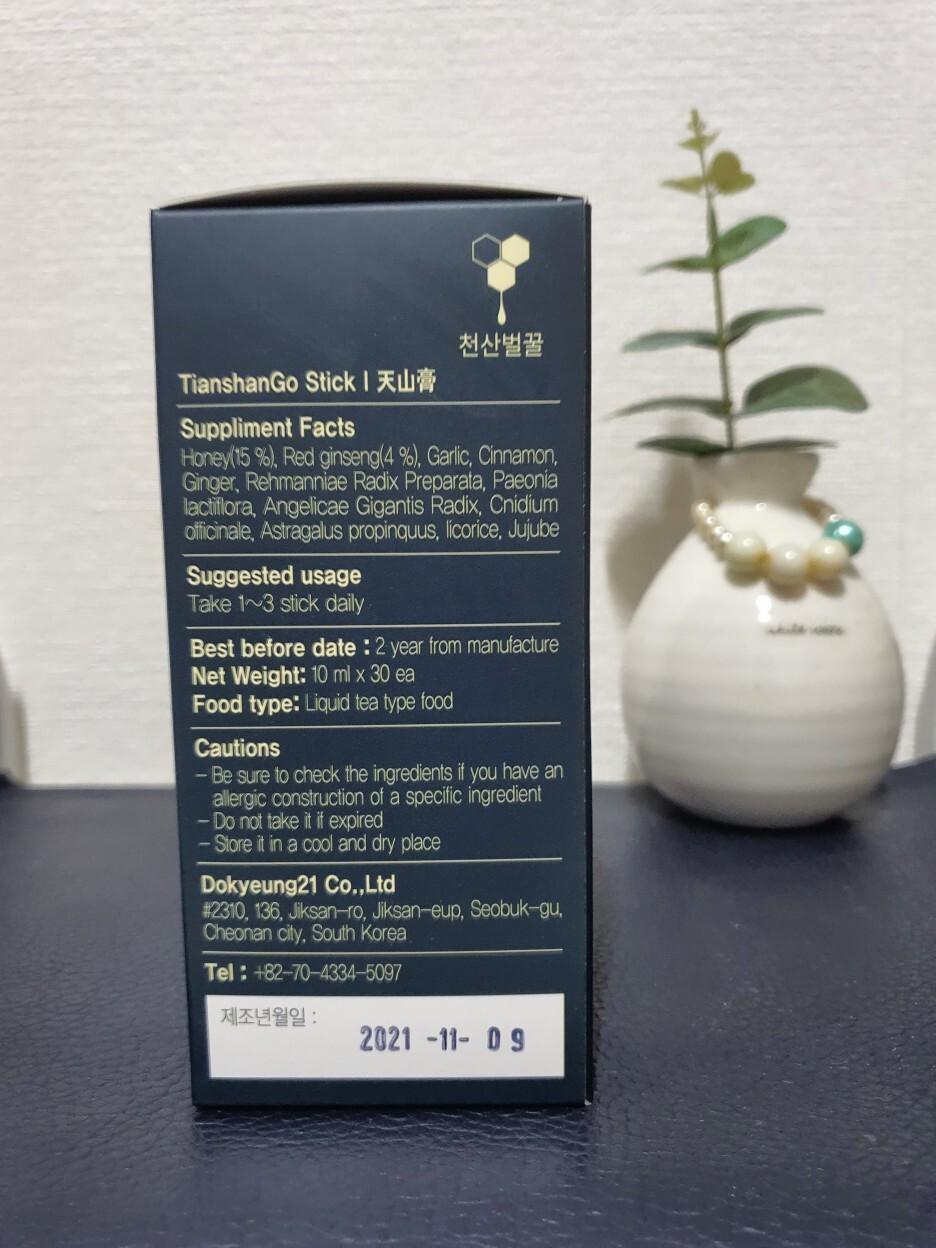 천산벌꿀
TianshanGo Stick | 天山膏
Suppliment Facts
Honey(15 %), Red ginseng(4 %), Garlic, Cinnamon,
Ginger, Rehmanniae Radix Preparata, Paeonia
lactiflora, Angelicae Gigantis Radix, Cnidium
officinale, Astragalus propinquus, licorice, Jujube
Suggested usage
Take 1~3 stick daily
Best before date : 2 year from manufacture
Net Weight: 10 ml x 30 ea
Food type: Liquid tea type food
Cautions
- Be sure to check the ingredients if you have an
allergic construction of a specific ingredient
- Do not take it if expired
- Store it in a cool and dry place
Dokyeung21 Co.,Ltd
#2310, 136, Jiksan-ro, Jiksan-eup, Seobuk-gu,
Cheonan city, South Korea
Tel : +82-70-4334-5097
제조년월일 :
2021 -11- 09